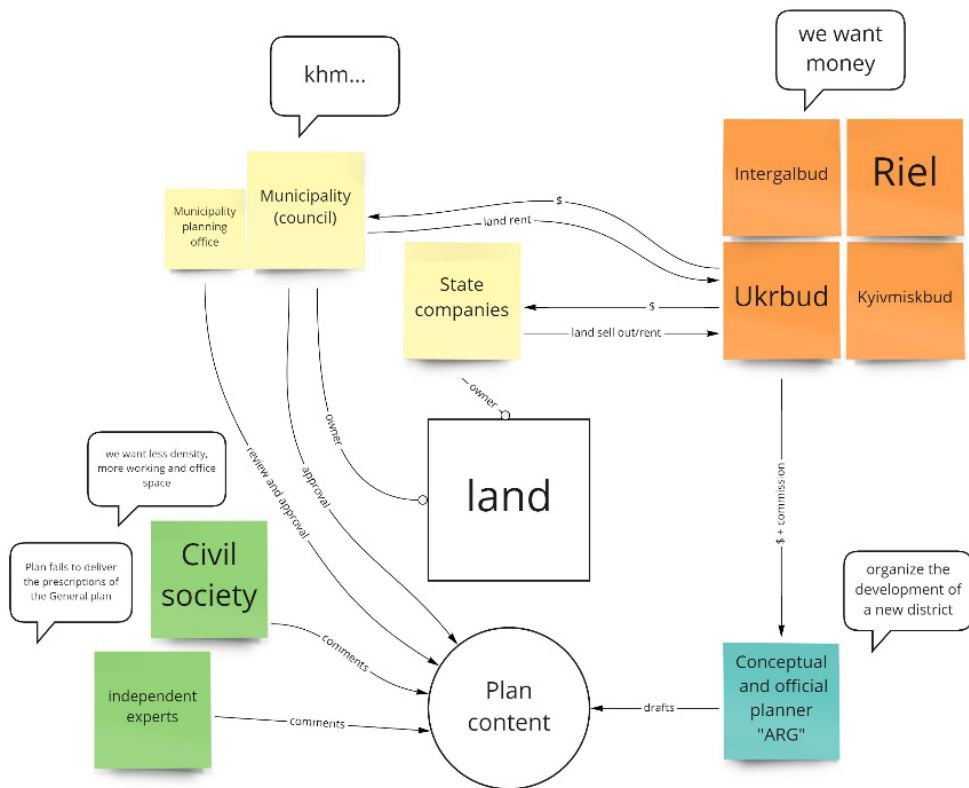 we want
money
khm...
Intergalbud
Riel
Municipality
planning
office
Municipality
(council)
$
land rent
State
companies
$
land sell out/rent
Ukrbud
Kyivmiskbud
owner
owner
review and approval
approval
land
$ + commission
we want less density,
more working and office
space
Civil
society
Plan fails to deliver
the prescriptions of
the General plan
organize the
development of
a new district
comments
independent
experts
comments
Plan
content
drafts
Conceptual
and official
planner
"ARG"